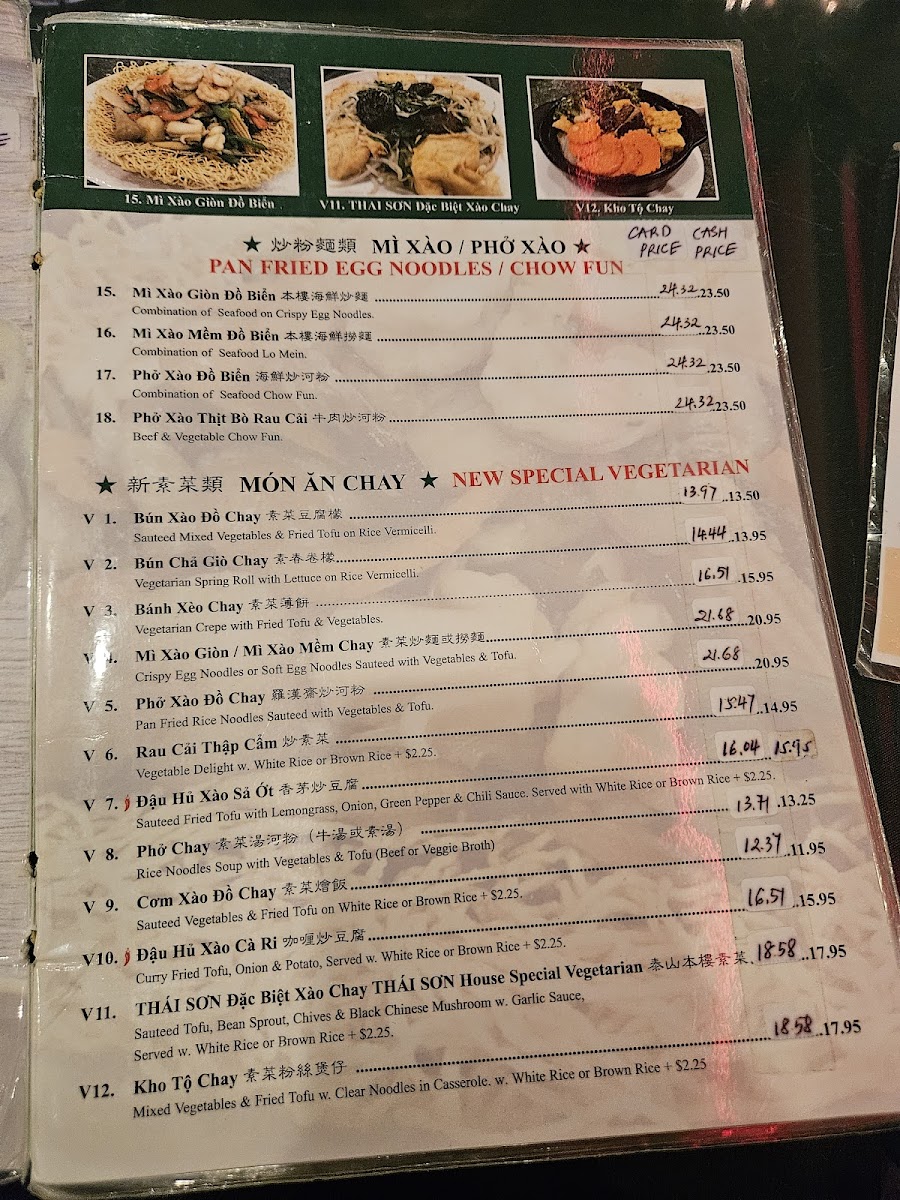 15. Mì Xào Giòn Đồ Biển
V11. THAI SƠN Đặc Biệt Xào Chay
V12. Kho Tộ Chay
★ 炒粉麵類 MÌ XÀO / PHỞ XÀO ★
CARD PRICE CASH PRICE
PAN FRIED EGG NOODLES / CHOW FUN
15. Mì Xào Giòn Đồ Biển 本樓海鮮炒麵 24.32 23.50
Combination of Seafood on Crispy Egg Noodles.
16. Mì Xào Mềm Đồ Biển 本樓海鮮撈麵 24.32 23.50
Combination of Seafood Lo Mein.
17. Phở Xào Đồ Biển 海鮮炒河粉 24.32 23.50
Combination of Seafood Chow Fun.
18. Phở Xào Thịt Bò Rau Cải 牛肉炒河粉 24.32 23.50
Beef & Vegetable Chow Fun.
★ 新素菜類 MÓN ĂN CHAY ★ NEW SPECIAL VEGETARIAN
V 1. Bún Xào Đồ Chay 素菜豆腐檬 13.97 13.50
Sauteed Mixed Vegetables & Fried Tofu on Rice Vermicelli.
V 2. Bún Chả Giò Chay 素春卷檬 14.44 13.95
Vegetarian Spring Roll with Lettuce on Rice Vermicelli.
V 3. Bánh Xèo Chay 素菜薄餅 16.51 15.95
Vegetarian Crepe with Fried Tofu & Vegetables.
4. Mì Xào Giòn / Mì Xào Mềm Chay 素菜炒麵或撈麵 21.68 20.95
Crispy Egg Noodles or Soft Egg Noodles Sauteed with Vegetables & Tofu.
V 5. Phở Xào Đồ Chay 羅漢齋炒河粉 21.68 20.95
Pan Fried Rice Noodles Sauteed with Vegetables & Tofu.
V 6. Rau Cải Thập Cẩm 炒素菜 15.47 14.95
Vegetable Delight w. White Rice or Brown Rice + $2.25.
V 7. Đậu Hủ Xào Sả Ớt 香茅炒豆腐 16.04 15.95
Sauteed Fried Tofu with Lemongrass, Onion, Green Pepper & Chili Sauce. Served with White Rice or Brown Rice + $2.25.
V 8. Phở Chay 素菜湯河粉 (牛湯或素湯) 13.71 13.25
Rice Noodles Soup with Vegetables & Tofu (Beef or Veggie Broth)
V 9. Cơm Xào Đồ Chay 素菜燴飯 12.37 11.95
Sauteed Vegetables & Fried Tofu on White Rice or Brown Rice + $2.25.
V10. Đậu Hủ Xào Cà Ri 咖喱炒豆腐 16.51 15.95
Curry Fried Tofu, Onion & Potato, Served w. White Rice or Brown Rice + $2.25.
V11. THÁI SƠN Đặc Biệt Xào Chay THÁI SƠN House Special Vegetarian 泰山本樓素菜 18.58 17.95
Sauteed Tofu, Bean Sprout, Chives & Black Chinese Mushroom w. Garlic Sauce,
Served w. White Rice or Brown Rice + $2.25.
V12. Kho Tộ Chay 素菜粉絲煲仔 18.58 17.95
Mixed Vegetables & Fried Tofu w. Clear Noodles in Casserole. w. White Rice or Brown Rice + $2.25